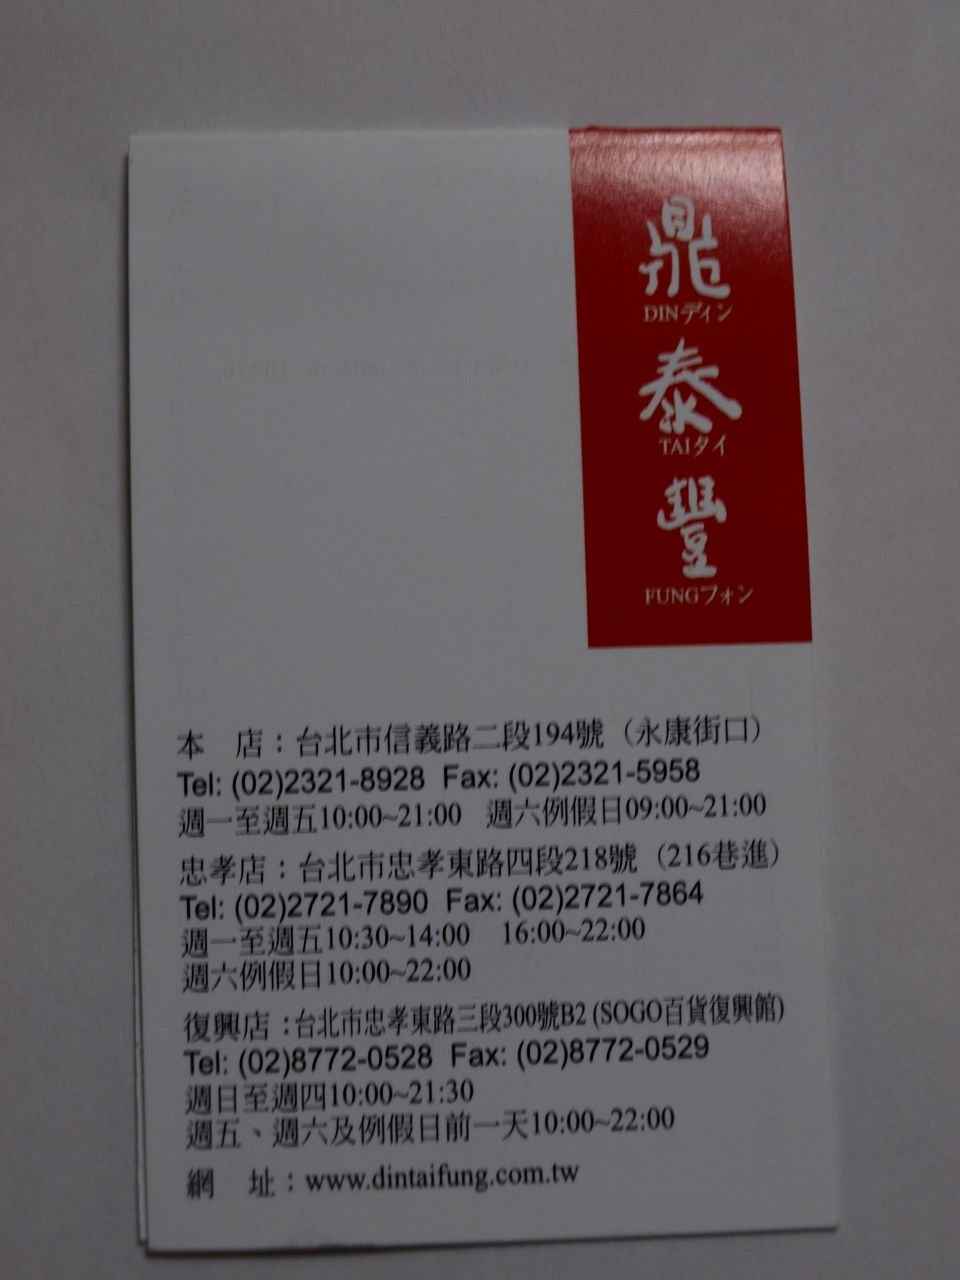 鼎
DINディン
泰
TAIタイ
豐
FUNGフォン
本　店：台北市信義路二段194號（永康街口）
Tel: (02)2321-8928 Fax: (02)2321-5958
週一至週五10:00~21:00　週六例假日09:00~21:00
忠孝店：台北市忠孝東路四段218號（216巷進）
Tel: (02)2721-7890 Fax: (02)2721-7864
週一至週五10:30~14:00　16:00~22:00
週六例假日10:00~22:00
復興店：台北市忠孝東路三段300號B2 (SOGO百貨復興館)
Tel: (02)8772-0528 Fax: (02)8772-0529
週日至週四10:00~21:30
週五、週六及例假日前一天10:00~22:00
網　址：www.dintaifung.com.tw